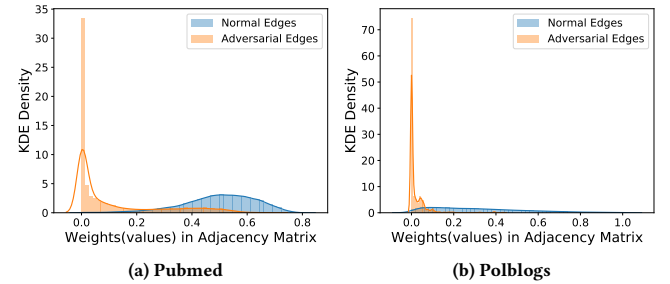 35
30
25
20
15
10
5
0
KDE Density
Normal Edges
Adversarial Edges
0.0 0.2 0.4 0.6 0.8
Weights(values) in Adjacency Matrix
(a) Pubmed
70
60
50
40
30
20
10
0
KDE Density
Normal Edges
Adversarial Edges
0.0 0.2 0.4 0.6 0.8 1.0
Weights(values) in Adjacency Matrix
(b) Polblogs